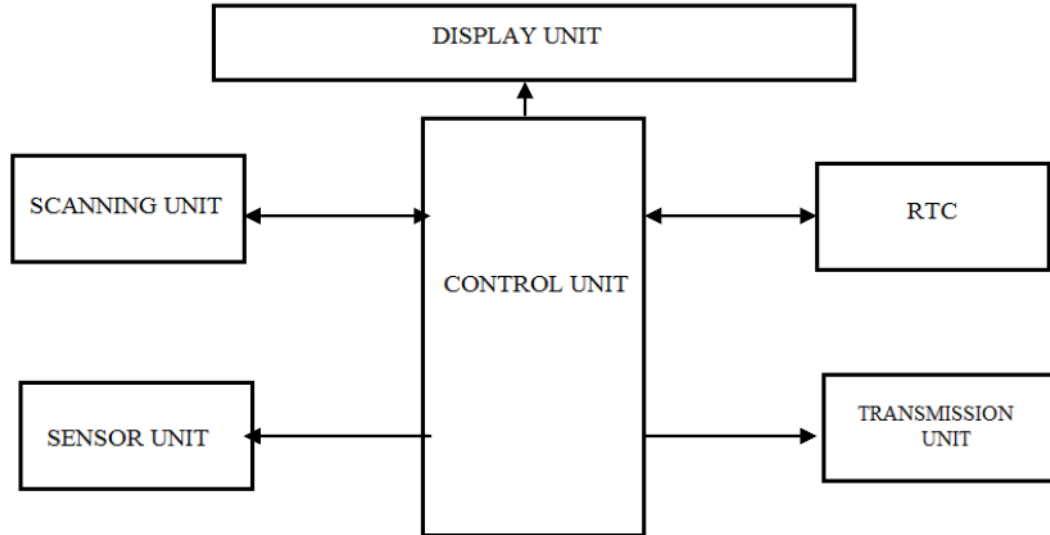 DISPLAY UNIT
SCANNING UNIT
RTC
CONTROL UNIT
SENSOR UNIT
TRANSMISSION
UNIT